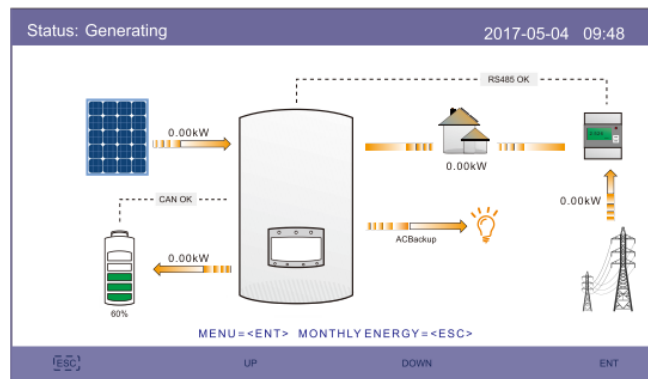 Status: Generating
2017-05-04 09:48
RS485 OK
0.00kW
0.00kW
0.00kW
CAN OK
0.00kW
ACBackup
60%
MENU=<ENT> MONTHLY ENERGY=<ESC>
ESC UP DOWN ENT